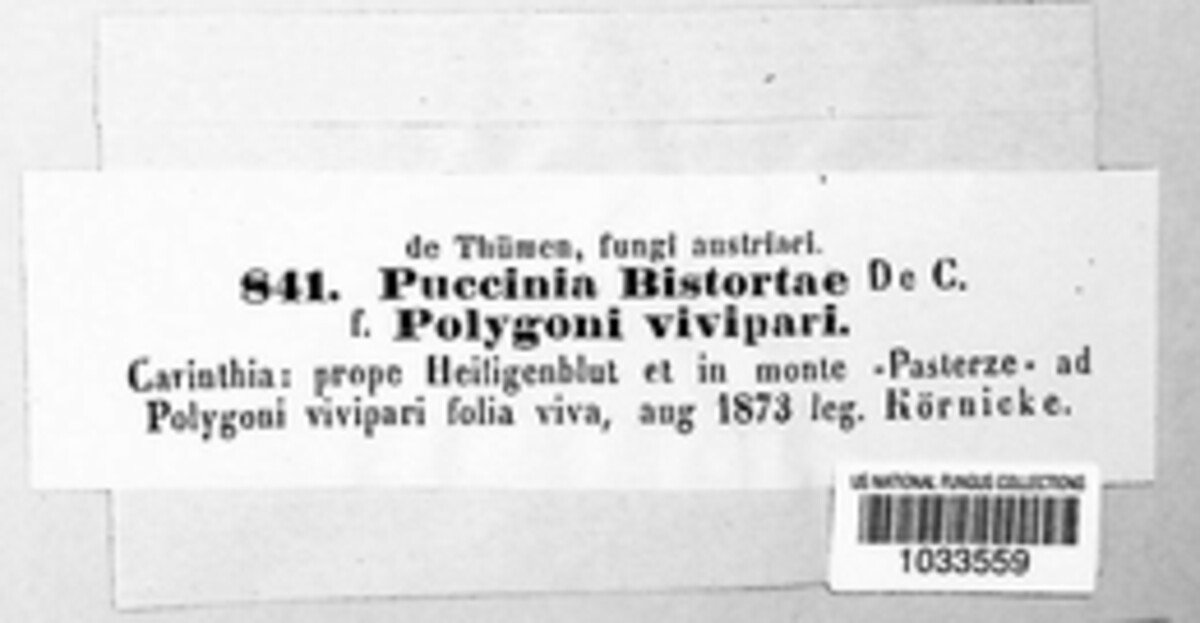 de Thümen, fungi austriaci.
841. Puccinia Bistortae De C.
f. Polygoni vivipari.
Carinthia: prope Heiligenblut et in monte „Pasterze“ ad
Polygoni vivipari folia viva, aug 1873 leg. Körnicke.
US NATIONAL FUNGUS COLLECTIONS
1033559